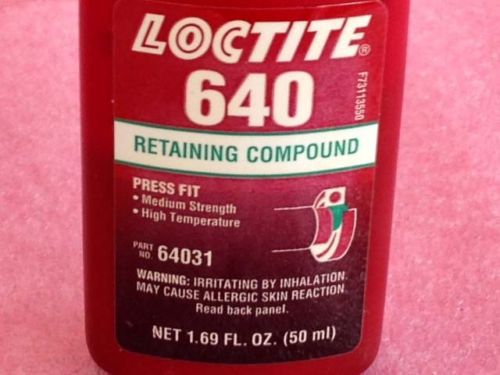 LOCTITE®
640
F73113550
RETAINING COMPOUND
PRESS FIT
• Medium Strength
• High Temperature
PART NO. 64031
WARNING: IRRITATING BY INHALATION.
MAY CAUSE ALLERGIC SKIN REACTION.
Read back panel.
NET 1.69 FL. OZ. (50 ml)